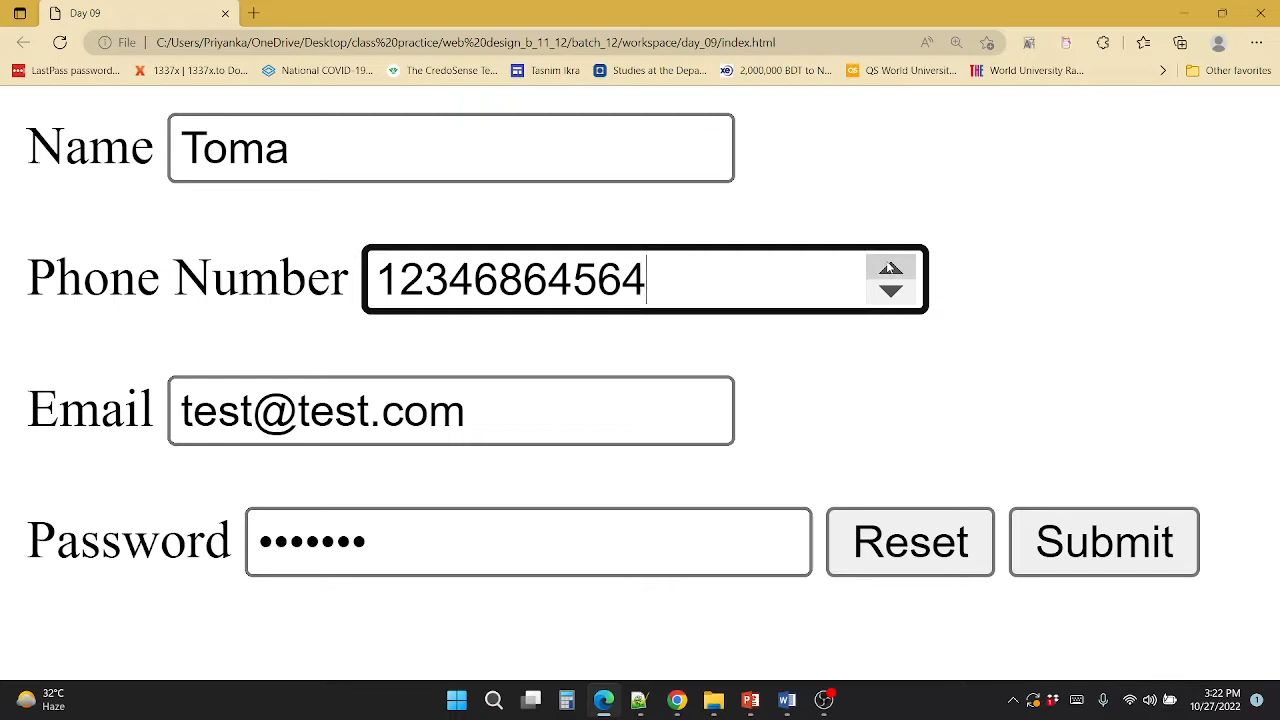 Day 09
File C:/Users/Priyanka/OneDrive/Desktop/class%20practice/web%20design_b_11_12/batch_12/workspace/day_09/index.html
LastPass password... 1337x | 1337x.to Do... National COVID-19... The CredoSense Te... Tasnim Ikra Studies at the Depa... 2,000,000 BDT to N... QS World Universit... World University Ra... Other favorites
Name Toma
Phone Number 12346864564
Email test@test.com
Password ••••••• Reset Submit
32°C
Haze
3:22 PM
10/27/2022